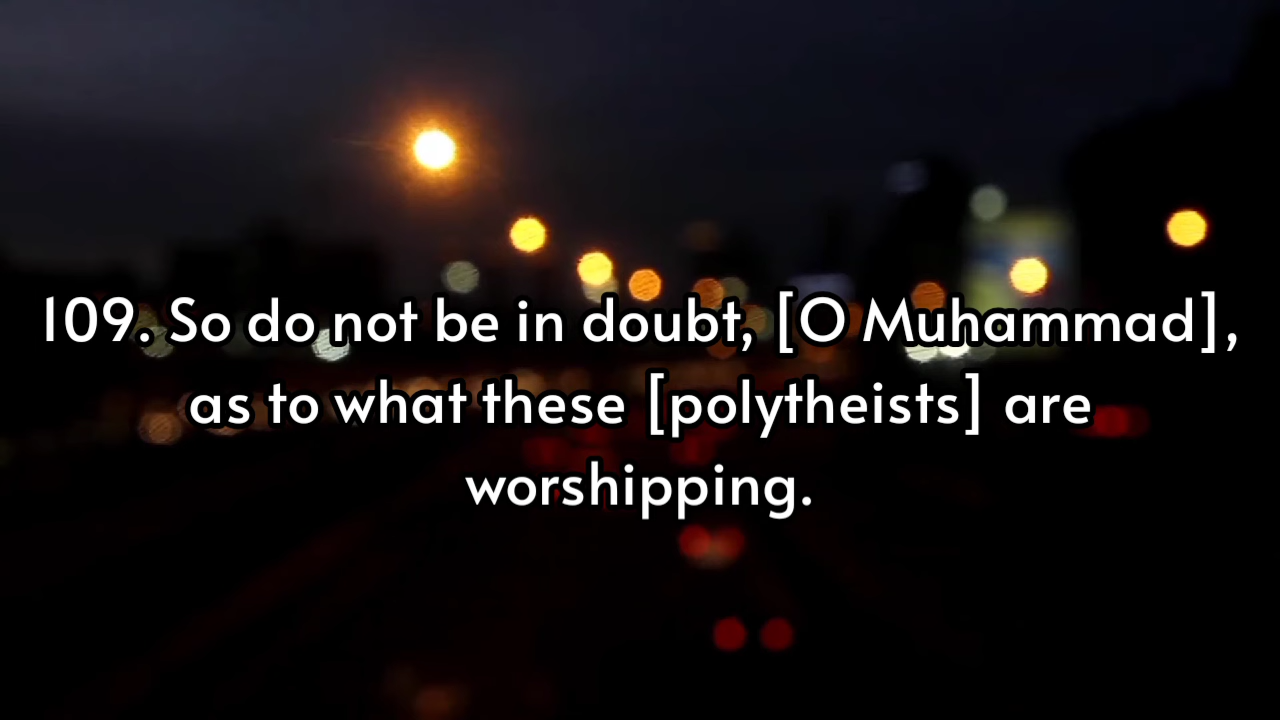 109. So do not be in doubt, [O Muhammad],
as to what these [polytheists] are
worshipping.